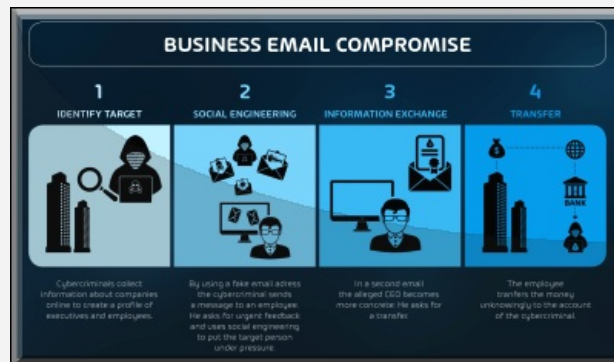 BUSINESS EMAIL COMPROMISE
1
IDENTIFY TARGET
2
SOCIAL ENGINEERING
3
INFORMATION EXCHANGE
4
TRANSFER
BANK
Cybercriminals collect
information about companies
online to create a profile of
executives and employees.
By using a fake email adress
the cybercriminal sends
a message to an employee.
He asks for urgent feedback
and uses social engineering
to put the target person
under pressure.
In a second email
the alleged CEO becomes
more concrete: He asks for
a transfer.
The employee
tranfers the money
unknowingly to the account
of the cybercriminal.